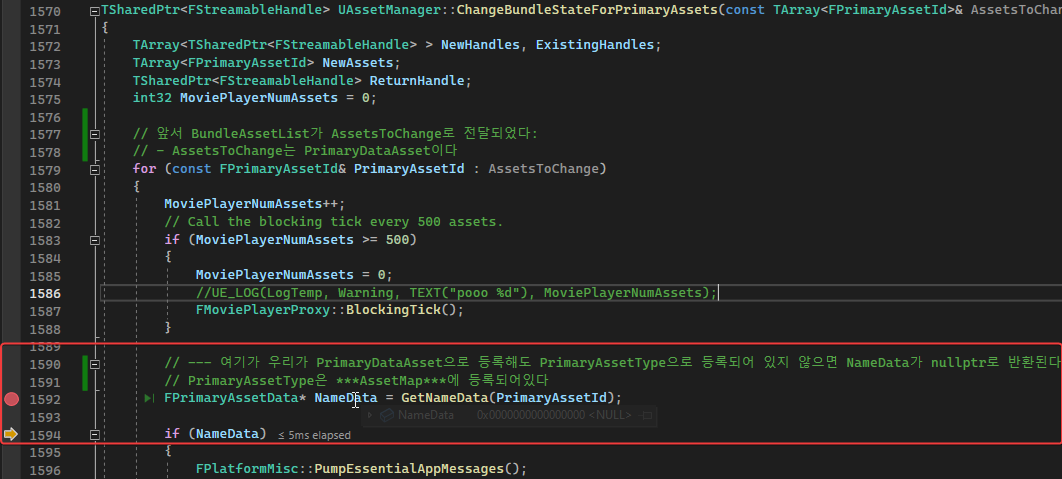 1570 TSharedPtr<FStreamableHandle> UAssetManager::ChangeBundleStateForPrimaryAssets(const TArray<FPrimaryAssetId>& AssetsToChange
1571 {
1572 TArray<TSharedPtr<FStreamableHandle> > NewHandles, ExistingHandles;
1573 TArray<FPrimaryAssetId> NewAssets;
1574 TSharedPtr<FStreamableHandle> ReturnHandle;
1575 int32 MoviePlayerNumAssets = 0;
1576
1577 // 앞서 BundleAssetList가 AssetsToChange로 전달되었다:
1578 // - AssetsToChange는 PrimaryDataAsset이다
1579 for (const FPrimaryAssetId& PrimaryAssetId : AssetsToChange)
1580 {
1581 MoviePlayerNumAssets++;
1582 // Call the blocking tick every 500 assets.
1583 if (MoviePlayerNumAssets >= 500)
1584 {
1585 MoviePlayerNumAssets = 0;
1586 //UE_LOG(LogTemp, Warning, TEXT("pooo %d"), MoviePlayerNumAssets);
1587 FMoviePlayerProxy::BlockingTick();
1588 }
1589
1590 // --- 여기가 우리가 PrimaryDataAsset으로 등록해도 PrimaryAssetType으로 등록되어 있지 않으면 NameData가 nullptr로 반환된다
1591 // PrimaryAssetType은 ***AssetMap***에 등록되어있다
1592 FPrimaryAssetData* NameData = GetNameData(PrimaryAssetId);
NameData 0x0000000000000000 <NULL>
1593
1594 if (NameData) ≤ 5ms elapsed
1595 {
1596 FPlatformMisc::PumpEssentialAppMessages();